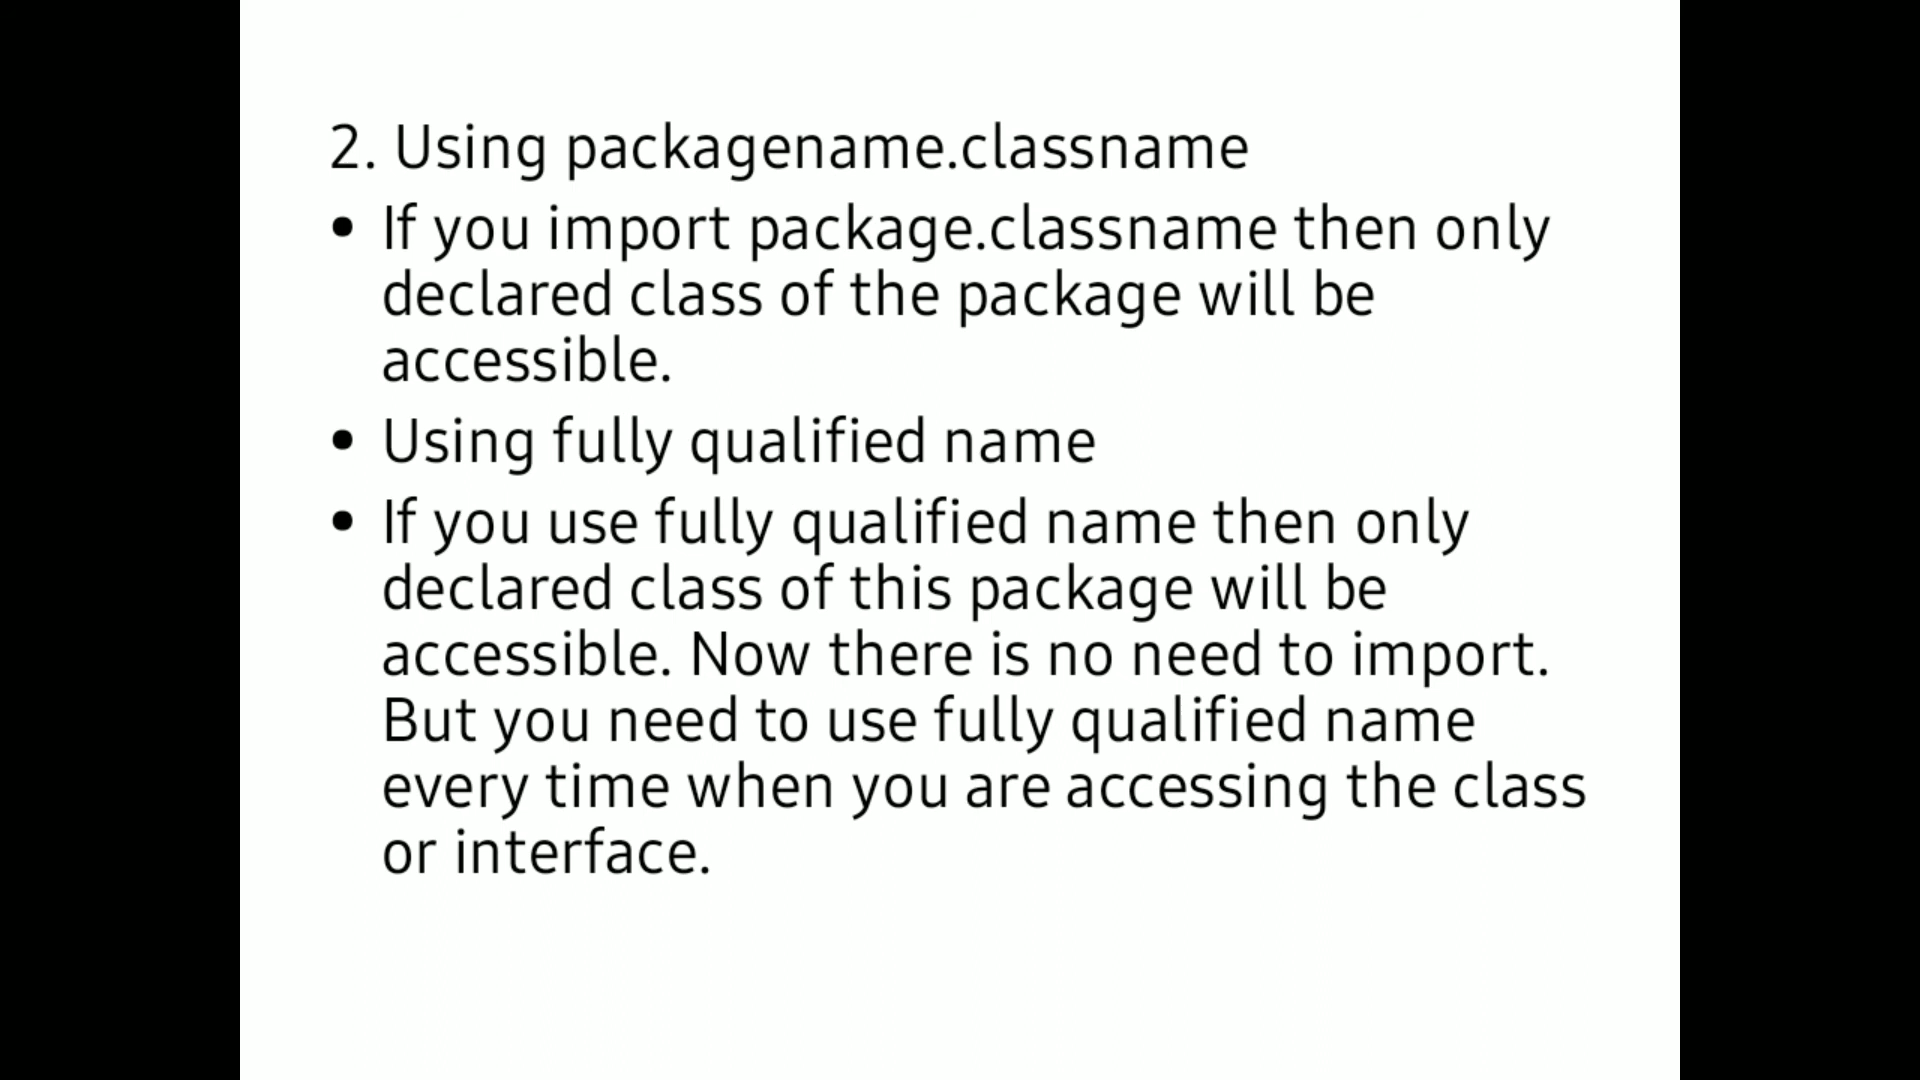 2. Using packagename.classname
• If you import package.classname then only
declared class of the package will be
accessible.
• Using fully qualified name
• If you use fully qualified name then only
declared class of this package will be
accessible. Now there is no need to import.
But you need to use fully qualified name
every time when you are accessing the class
or interface.